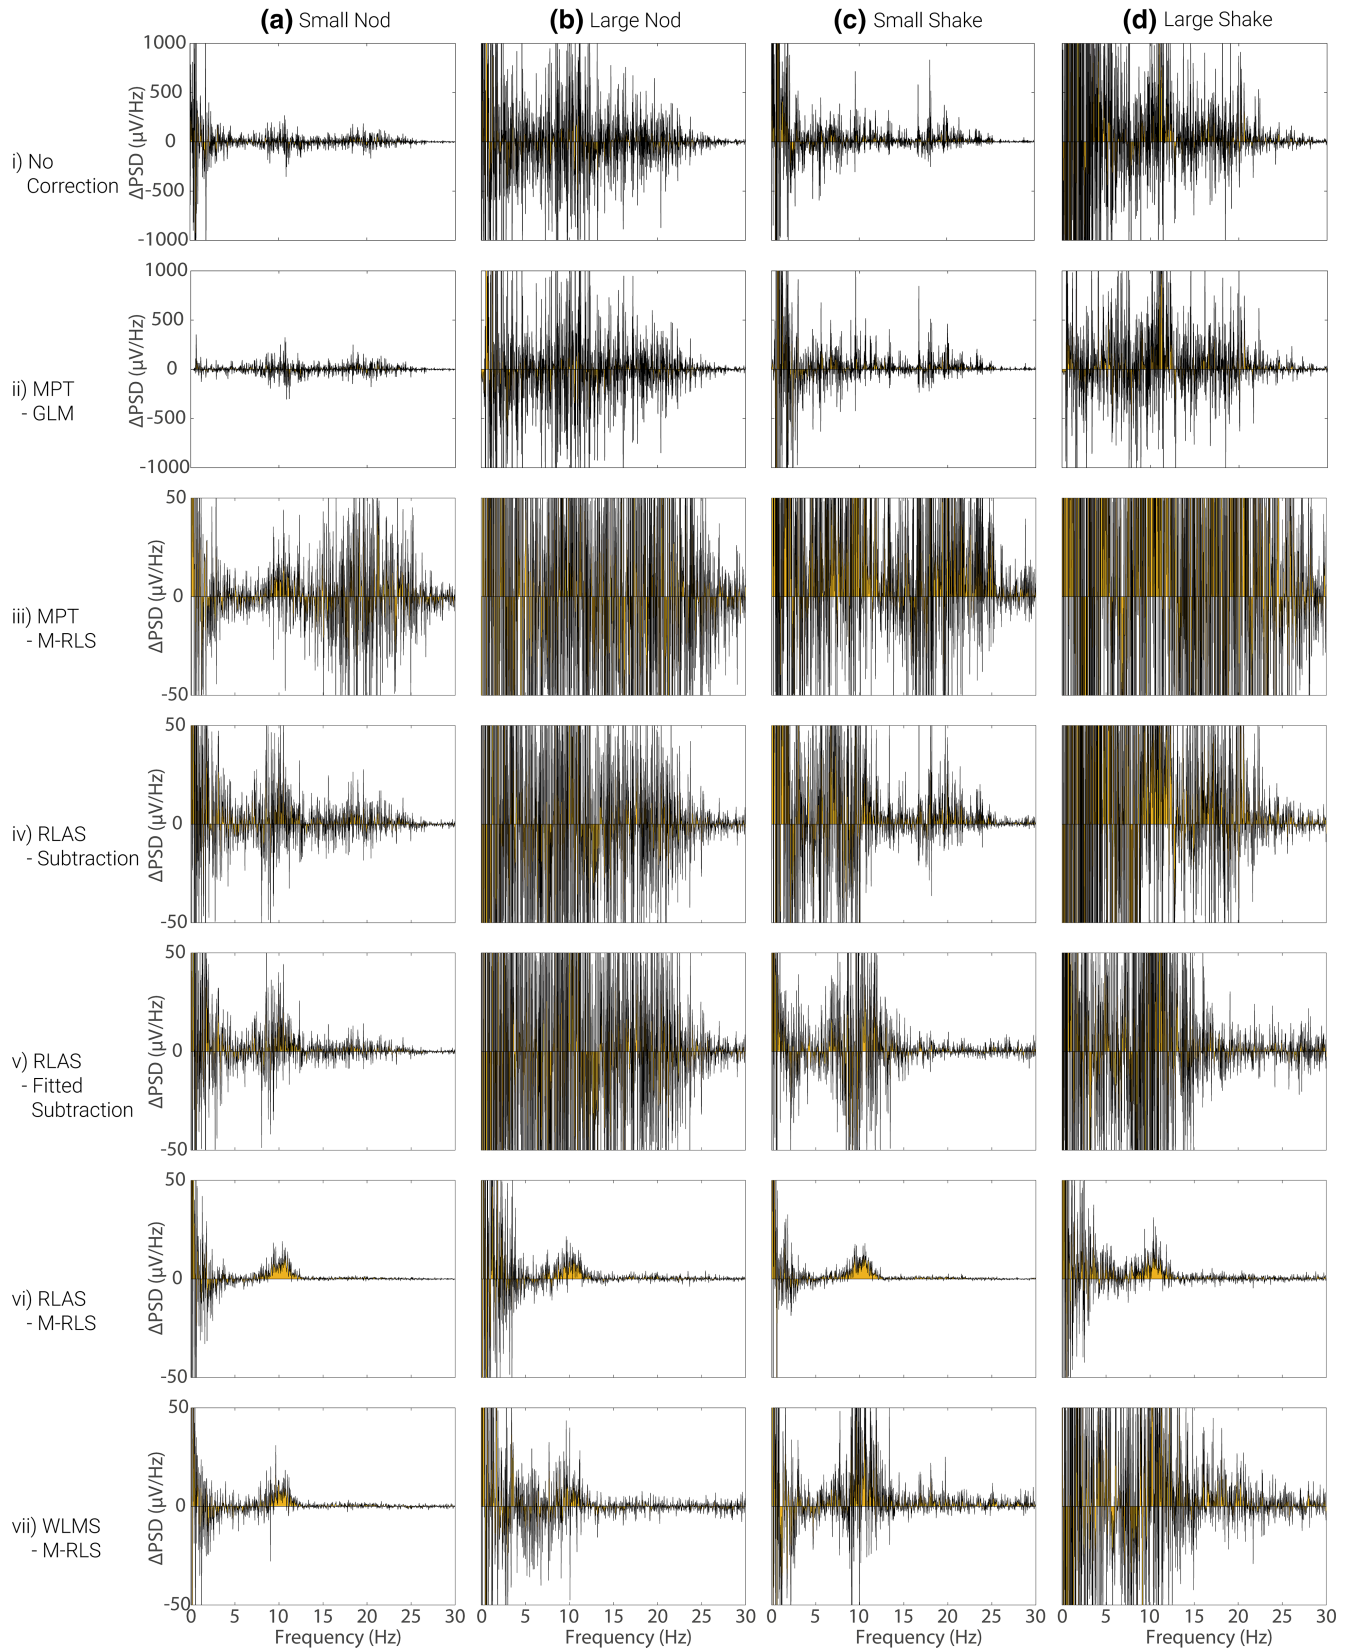 (a) Small Nod
(b) Large Nod
(c) Small Shake
(d) Large Shake
i) No
Correction
ΔPSD (µV/Hz)
1000
500
0
-500
-1000
ii) MPT
- GLM
ΔPSD (µV/Hz)
1000
500
0
-500
-1000
iii) MPT
- M-RLS
ΔPSD (µV/Hz)
50
0
-50
iv) RLAS
- Subtraction
ΔPSD (µV/Hz)
50
0
-50
v) RLAS
- Fitted
Subtraction
ΔPSD (µV/Hz)
50
0
-50
vi) RLAS
- M-RLS
ΔPSD (µV/Hz)
50
0
-50
vii) WLMS
- M-RLS
ΔPSD (µV/Hz)
50
0
-50
0 5 10 15 20 25 30
Frequency (Hz)
0 5 10 15 20 25 30
Frequency (Hz)
0 5 10 15 20 25 30
Frequency (Hz)
0 5 10 15 20 25 30
Frequency (Hz)